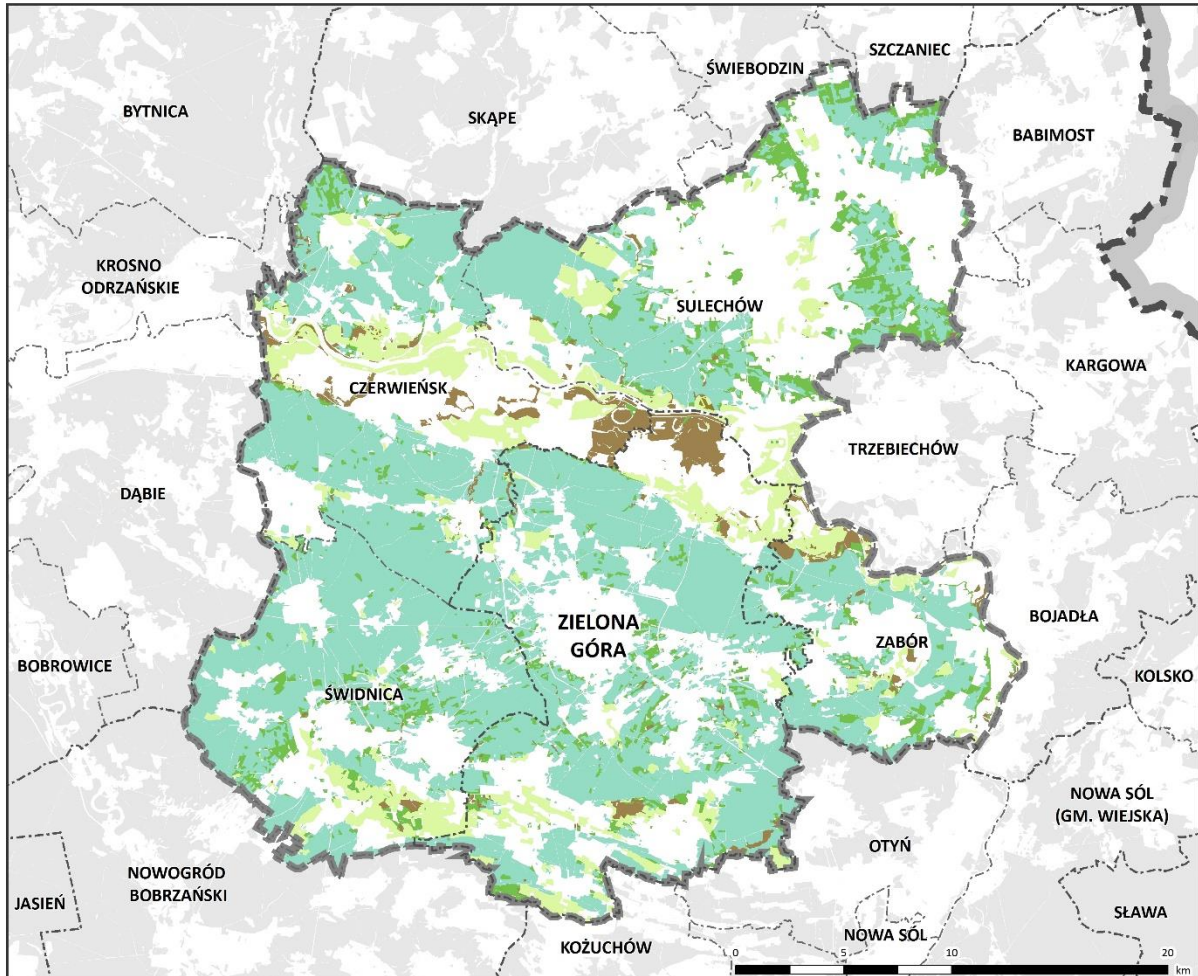 SZCZANIEC
ŚWIEBODZIN
BYTNICA
SKĄPE
BABIMOST
KROSNO
ODRZAŃSKIE
SULECHÓW
KARGOWA
CZERWIEŃSK
TRZEBIECHÓW
DĄBIE
ZIELONA
GÓRA
BOJADŁA
ZABÓR
BOBROWICE
KOLSKO
ŚWIDNICA
NOWA SÓL
(GM. WIEJSKA)
OTYŃ
NOWOGRÓD
BOBRZAŃSKI
JASIEŃ
SŁAWA
NOWA SÓL
KOŻUCHÓW
0 5 10 20
km